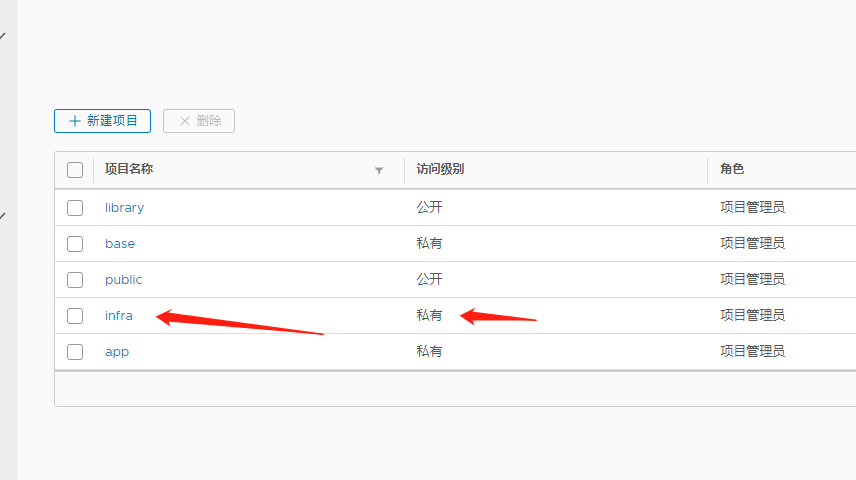 新建项目 删除
项目名称 访问级别 角色
library 公开 项目管理员
base 私有 项目管理员
public 公开 项目管理员
infra 私有 项目管理员
app 私有 项目管理员